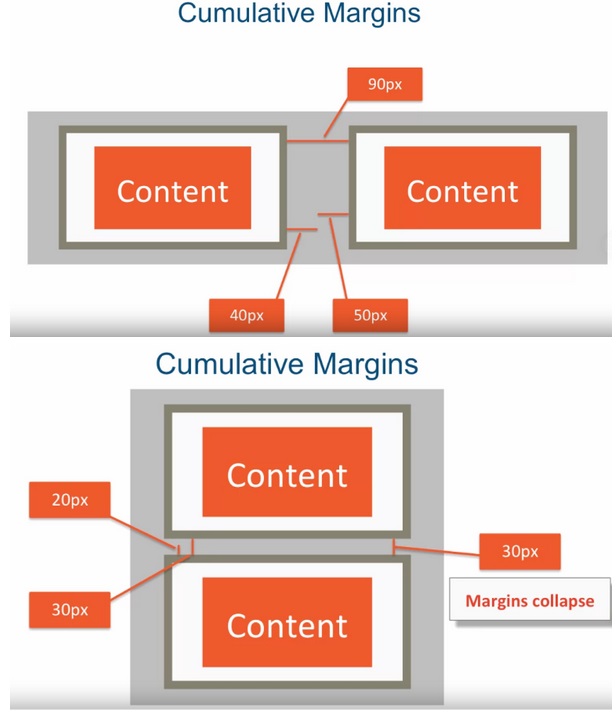 Cumulative Margins
90px
Content
Content
40px
50px
Cumulative Margins
Content
20px
30px
30px
Margins collapse
Content